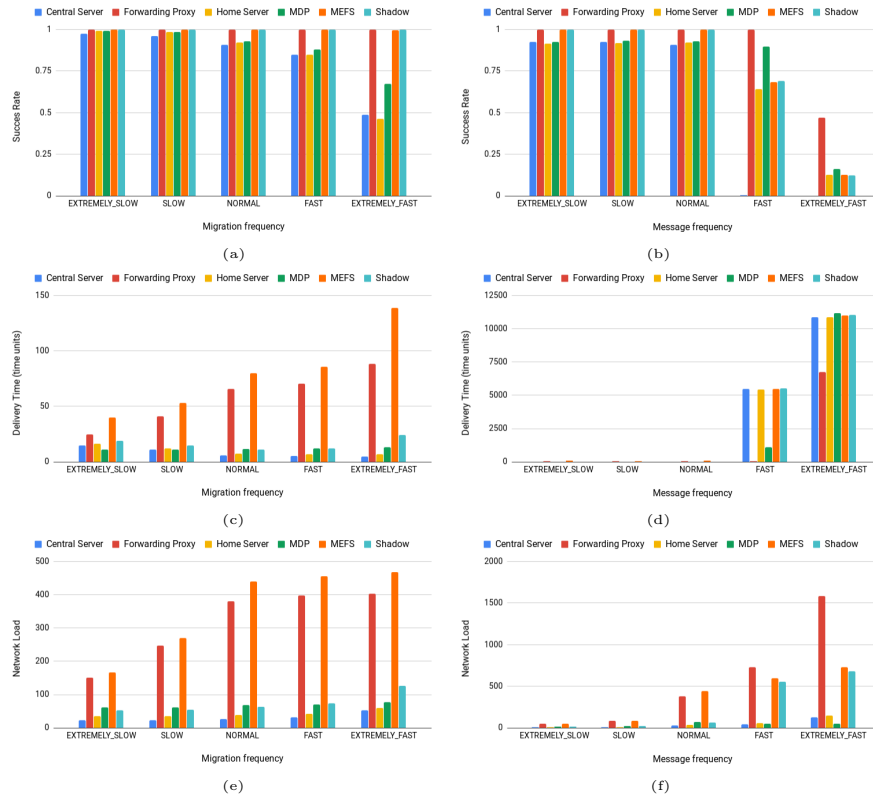 Central Server Forwarding Proxy Home Server MDP MEFS Shadow
1
0.75
0.5
0.25
0
Succes Rate
EXTREMELY_SLOW SLOW NORMAL FAST EXTREMELY_FAST
Migration frequency
(a)
Central Server Forwarding Proxy Home Server MDP MEFS Shadow
1
0.75
0.5
0.25
0
Success Rate
EXTREMELY_SLOW SLOW NORMAL FAST EXTREMELY_FAST
Message frequency
(b)
Central Server Forwarding Proxy Home Server MDP MEFS Shadow
150
100
50
0
Delivery Time (time units)
EXTREMELY_SLOW SLOW NORMAL FAST EXTREMELY_FAST
Migration frequency
(c)
Central Server Forwarding Proxy Home Server MDP MEFS Shadow
12500
10000
7500
5000
2500
0
Delivery Time (time units)
EXTREMELY_SLOW SLOW NORMAL FAST EXTREMELY_FAST
Message frequency
(d)
Central Server Forwarding Proxy Home Server MDP MEFS Shadow
500
400
300
200
100
0
Network Load
EXTREMELY_SLOW SLOW NORMAL FAST EXTREMELY_FAST
Migration frequency
(e)
Central Server Forwarding Proxy Home Server MDP MEFS Shadow
2000
1500
1000
500
0
Network Load
EXTREMELY_SLOW SLOW NORMAL FAST EXTREMELY_FAST
Message frequency
(f)